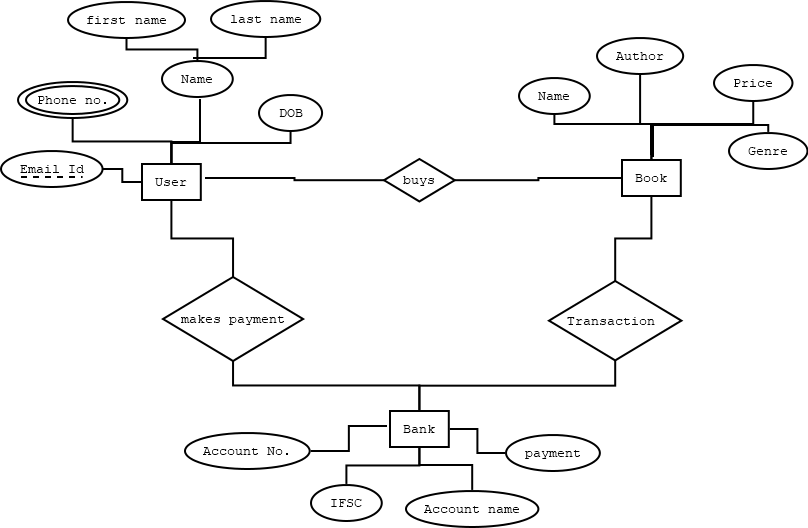 first name
last name
Author
Name
Price
Name
Phone no.
DOB
Genre
Email Id
User
buys
Book
makes payment
Transaction
Bank
Account No.
payment
IFSC
Account name